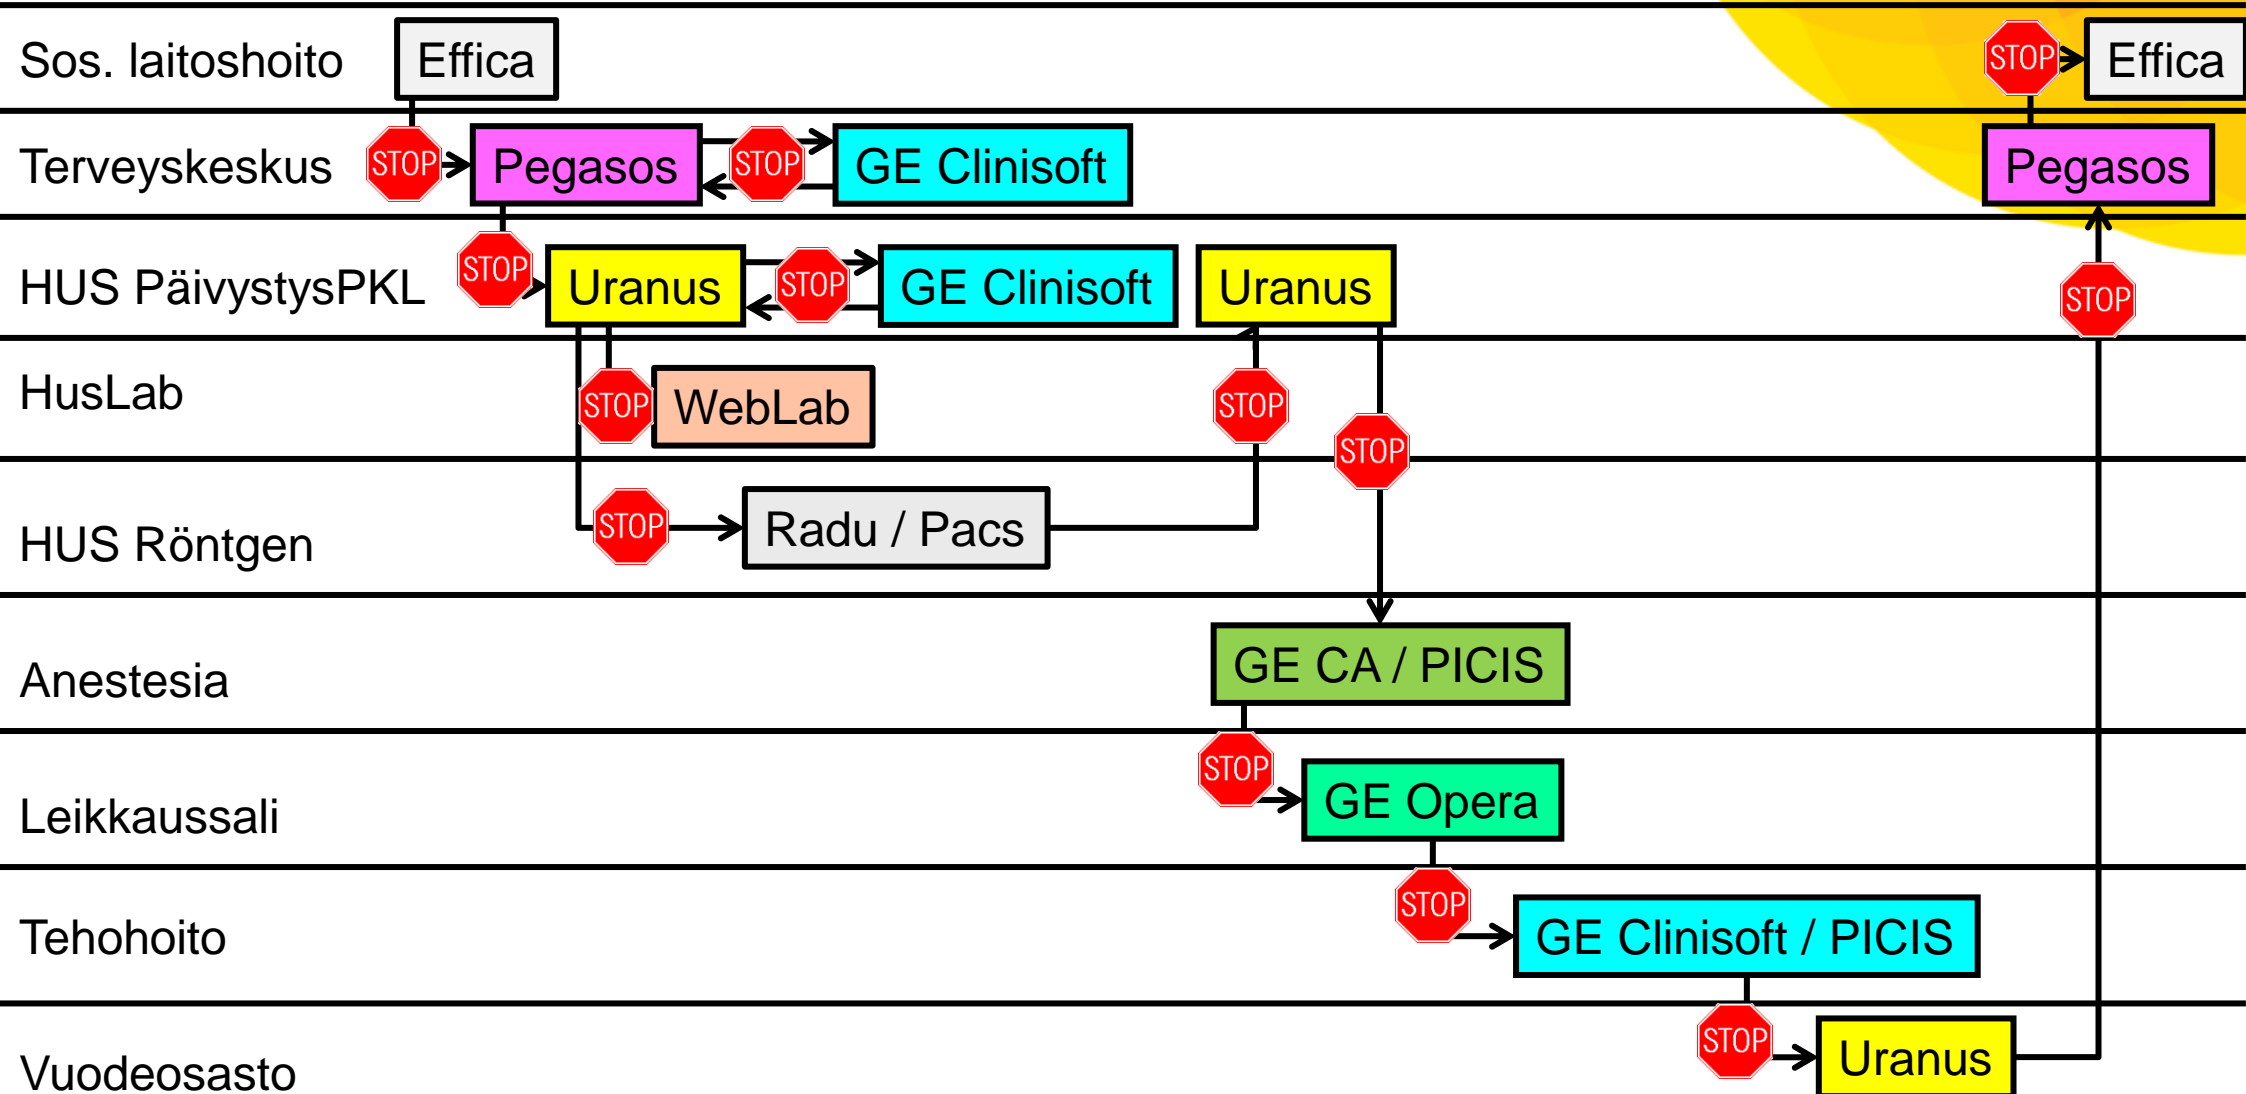 Sos. laitoshoito Effica STOP Effica
Terveyskeskus STOP Pegasos STOP GE Clinisoft Pegasos
HUS PäivystysPKL STOP Uranus STOP GE Clinisoft Uranus STOP
HusLab STOP WebLab STOP STOP
HUS Röntgen STOP Radu / Pacs
Anestesia GE CA / PICIS
Leikkaussali STOP GE Opera
Tehohoito STOP GE Clinisoft / PICIS
Vuodeosasto STOP Uranus